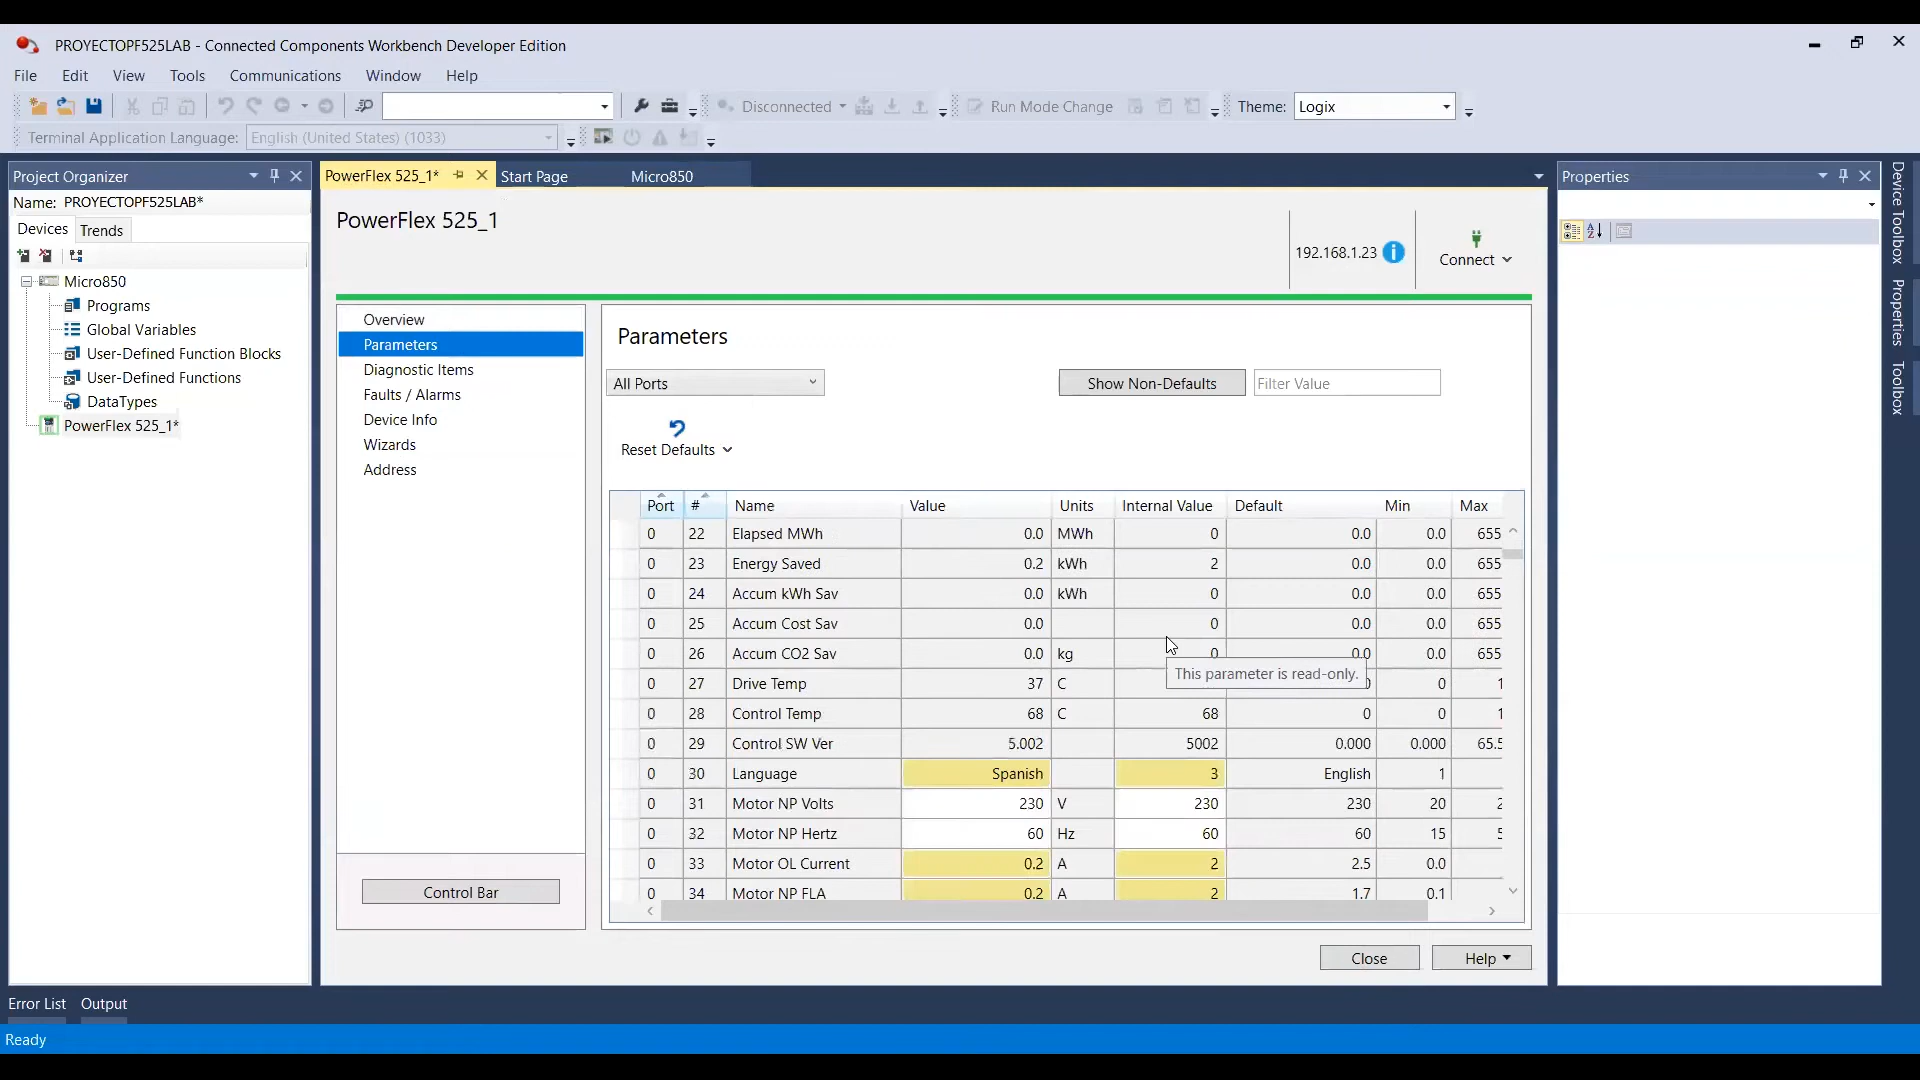 PROYECTOPF525LAB - Connected Components Workbench Developer Edition
File Edit View Tools Communications Window Help
Disconnected Run Mode Change Theme: Logix
Terminal Application Language: English (United States) (1033)
Project Organizer
Name: PROYECTOPF525LAB*
Devices Trends
Micro850
Programs
Global Variables
User-Defined Function Blocks
User-Defined Functions
DataTypes
PowerFlex 525_1*
PowerFlex 525_1* Start Page Micro850
PowerFlex 525_1
192.168.1.23 Connect
Overview
Parameters
Diagnostic Items
Faults / Alarms
Device Info
Wizards
Address
Control Bar
Parameters
All Ports Show Non-Defaults Filter Value
Reset Defaults
Port # Name Value Units Internal Value Default Min Max
0 22 Elapsed MWh 0.0 MWh 0 0.0 0.0 655
0 23 Energy Saved 0.2 kWh 2 0.0 0.0 655
0 24 Accum kWh Sav 0.0 kWh 0 0.0 0.0 655
0 25 Accum Cost Sav 0.0 0 0.0 0.0 655
0 26 Accum CO2 Sav 0.0 kg 0 0.0 0.0 655
This parameter is read-only.
0 27 Drive Temp 37 C 0 1
0 28 Control Temp 68 C 68 0 0 1
0 29 Control SW Ver 5.002 5002 0.000 0.000 65.5
0 30 Language Spanish 3 English 1
0 31 Motor NP Volts 230 V 230 230 20 2
0 32 Motor NP Hertz 60 Hz 60 60 15 5
0 33 Motor OL Current 0.2 A 2 2.5 0.0
0 34 Motor NP FLA 0.2 A 2 1.7 0.1
Close Help
Properties
Device Toolbox
Properties
Toolbox
Error List Output
Ready